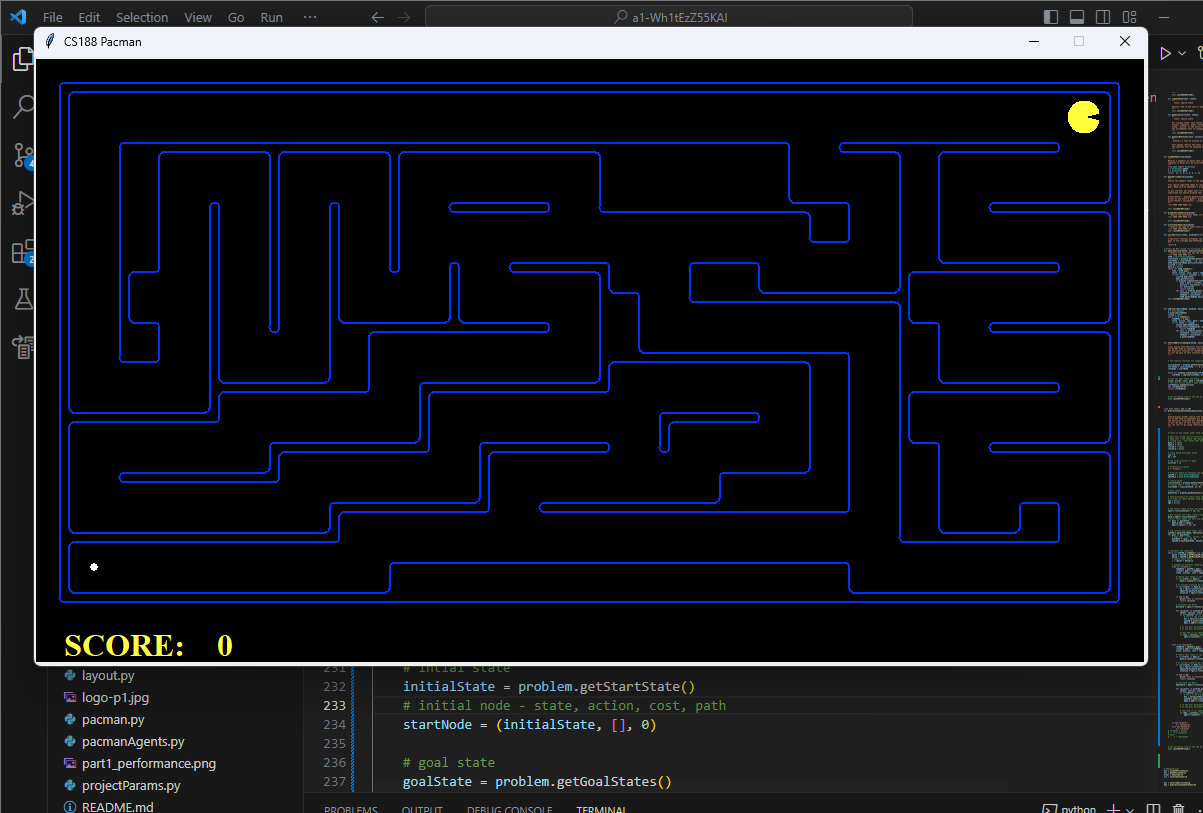 File Edit Selection View Go Run ···
a1-Wh1tEzZ55KAI
CS188 Pacman
4
2
SCORE: 0
layout.py
logo-p1.jpg
pacman.py
pacmanAgents.py
part1_performance.png
projectParams.py
README.md
231 # intial state
232 initialState = problem.getStartState()
233 # initial node - state, action, cost, path
234 startNode = (initialState, [], 0)
235
236 # goal state
237 goalState = problem.getGoalStates()
PROBLEMS OUTPUT DEBUG CONSOLE TERMINAL
python